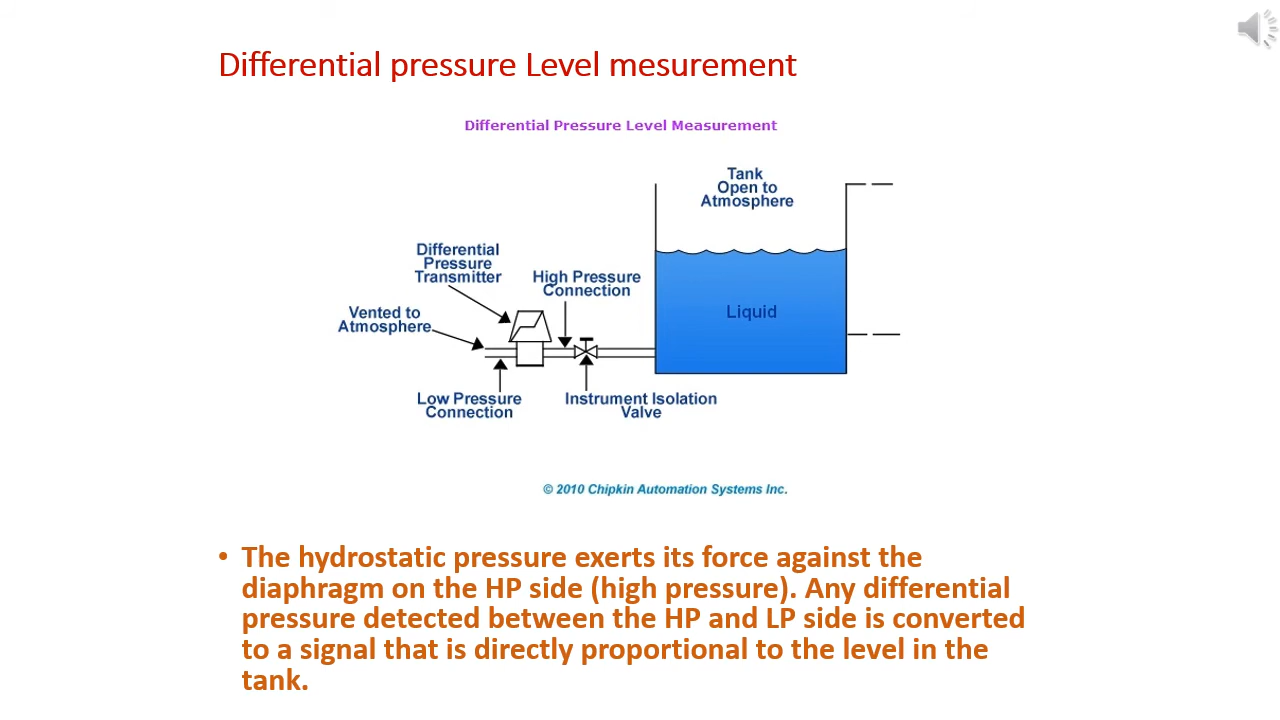 Differential pressure Level mesurement
Differential Pressure Level Measurement
Tank
Open to
Atmosphere
Differential
Pressure
Transmitter
High Pressure
Connection
Vented to
Atmosphere
Liquid
Low Pressure
Connection
Instrument Isolation
Valve
© 2010 Chipkin Automation Systems Inc.
• The hydrostatic pressure exerts its force against the
diaphragm on the HP side (high pressure). Any differential
pressure detected between the HP and LP side is converted
to a signal that is directly proportional to the level in the
tank.